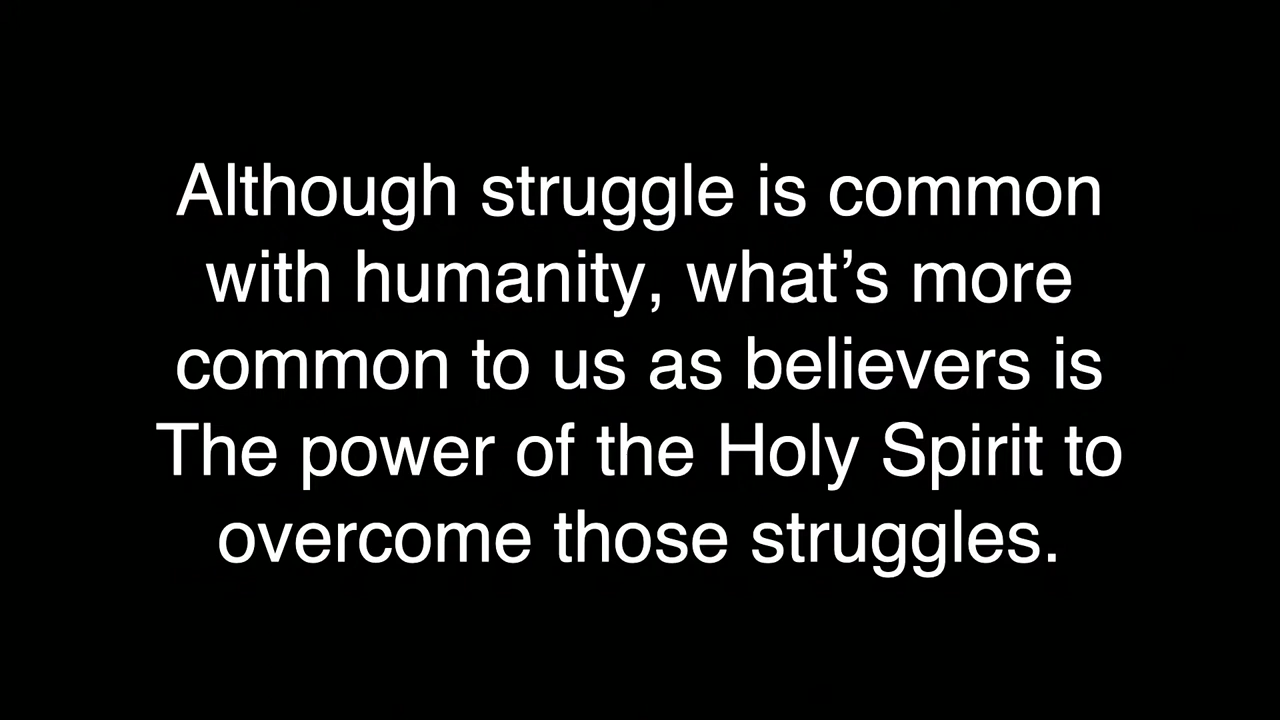 Although struggle is common
with humanity, what’s more
common to us as believers is
The power of the Holy Spirit to
overcome those struggles.